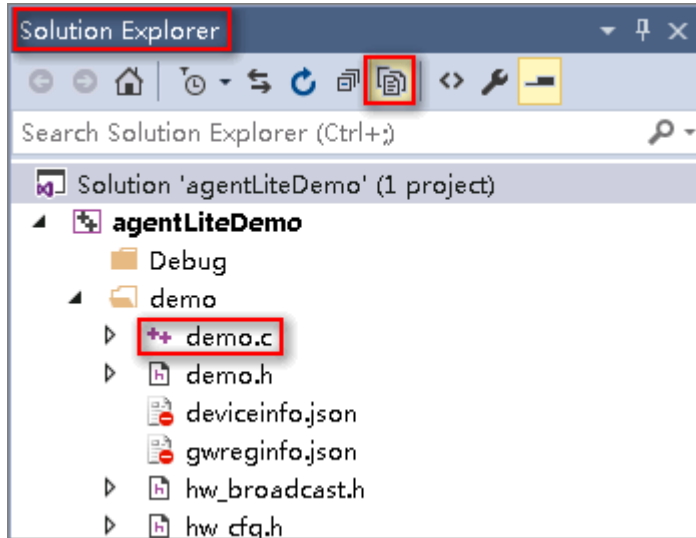 Solution Explorer
Search Solution Explorer (Ctrl+;)
Solution 'agentLiteDemo' (1 project)
agentLiteDemo
Debug
demo
demo.c
demo.h
deviceinfo.json
gwreginfo.json
hw_broadcast.h
hw_cfg.h